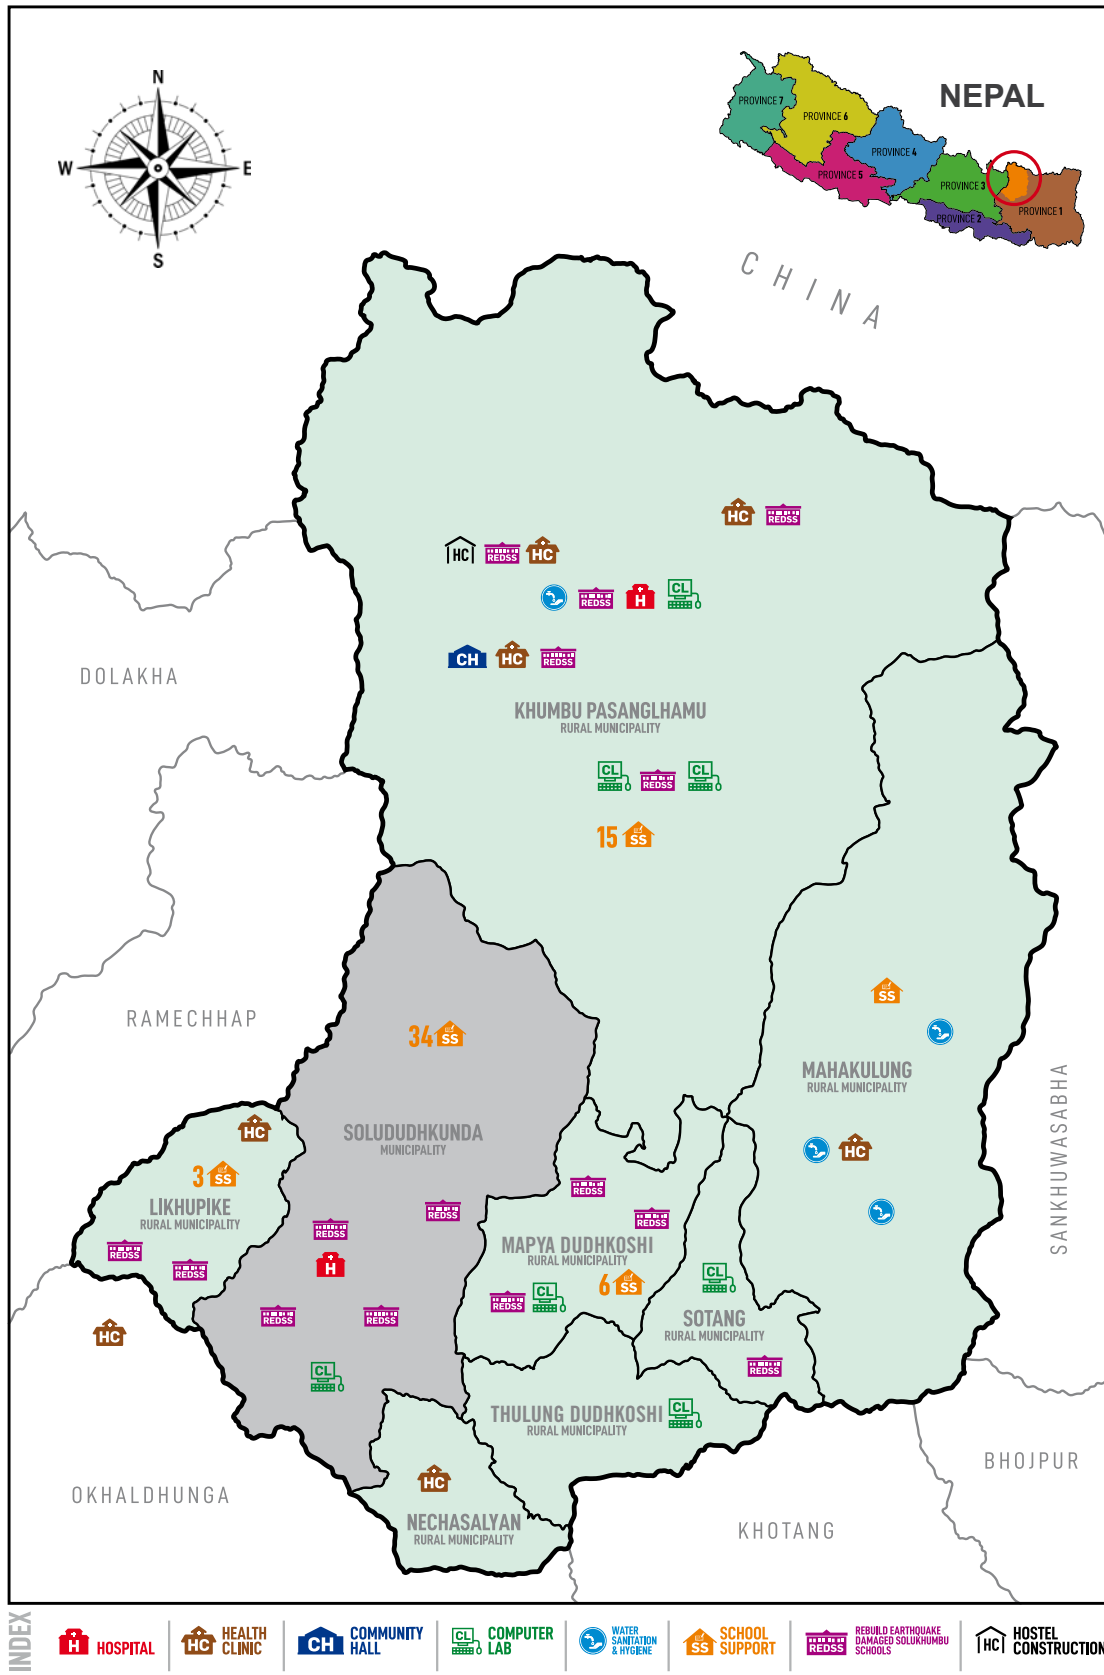 N
W E
S
NEPAL
PROVINCE 7
PROVINCE 6
PROVINCE 4
PROVINCE 5
PROVINCE 3
PROVINCE 2
PROVINCE 1
CHINA
HC REDSS
HC REDSS HC
REDSS H CL
CH HC REDSS
DOLAKHA
KHUMBU PASANGLHAMU
RURAL MUNICIPALITY
CL REDSS CL
15 SS
SS
RAMECHHAP
34 SS
MAHAKULUNG
RURAL MUNICIPALITY
SANKHUWASABHA
HC
SOLUDUDHKUNDA
MUNICIPALITY
HC
3 SS
LIKHUPIKE
RURAL MUNICIPALITY
REDSS
REDSS
REDSS
REDSS
H
REDSS
REDSS
REDSS
REDSS
MAPYA DUDHKOSHI
RURAL MUNICIPALITY
6 SS
REDSS CL
CL
SOTANG
RURAL MUNICIPALITY
REDSS
HC
CL
THULUNG DUDHKOSHI
RURAL MUNICIPALITY
CL
HC
NECHASALYAN
RURAL MUNICIPALITY
OKHALDHUNGA
KHOTANG
BHOJPUR
INDEX
H HOSPITAL
HC HEALTH
CLINIC
CH COMMUNITY
HALL
CL COMPUTER
LAB
WATER
SANITATION
& HYGIENE
SS SCHOOL
SUPPORT
REDSS REBUILD EARTHQUAKE
DAMAGED SOLUKHUMBU
SCHOOLS
HC HOSTEL
CONSTRUCTION